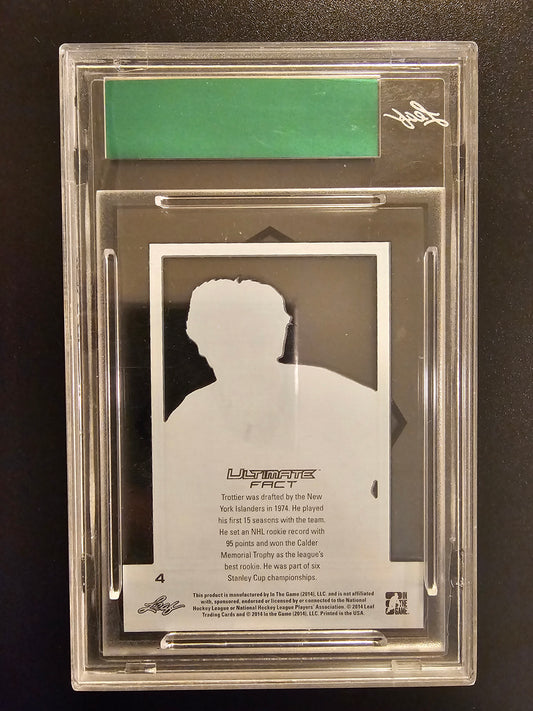 Leaf
ULTIMATE™
FACT
Trottier was drafted by the New
York Islanders in 1974. He played
his first 15 seasons with the team.
He set an NHL rookie record with
95 points and won the Calder
Memorial Trophy as the league's
best rookie. He was part of six
Stanley Cup championships.
4
This product is manufactured by In The Game (2014), LLC. and is not affiliated
with, sponsored, endorsed or licensed by or connected to the National
Hockey League or National Hockey League Players' Association. © 2014 Leaf
Trading Cards and © In The Game (2014), LLC. Printed in the USA.
Leaf
IN
THE
GAME